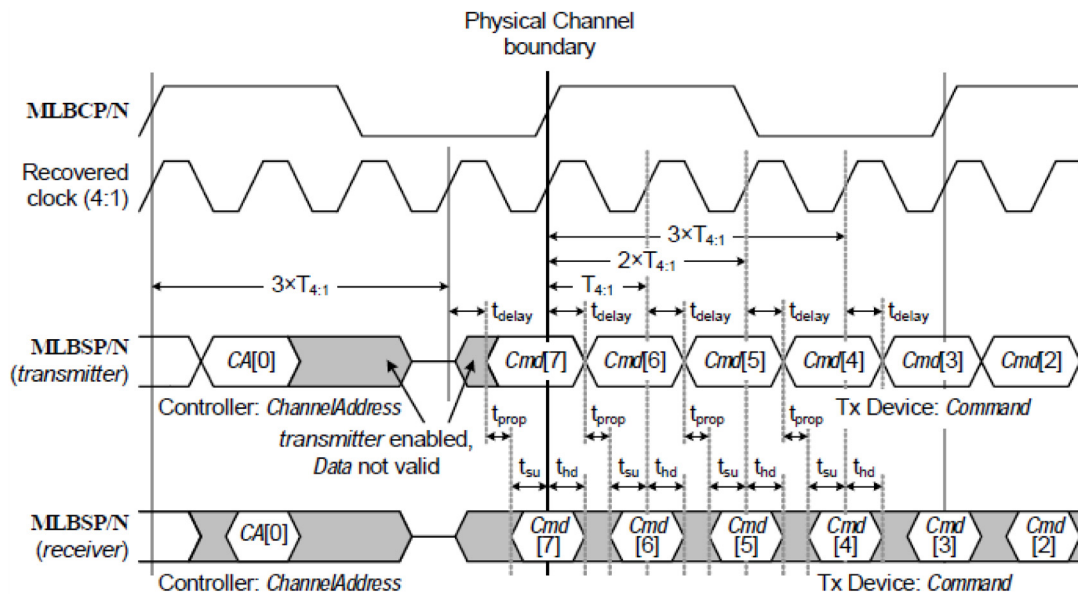 Physical Channel
boundary
MLBCP/N
Recovered
clock (4:1)
3×T4:1
2×T4:1
3×T4:1
T4:1
tdelay
tdelay
tdelay
tdelay
tdelay
MLBSP/N
(transmitter)
CA[0]
Cmd[7]
Cmd[6]
Cmd[5]
Cmd[4]
Cmd[3]
Cmd[2]
Controller: ChannelAddress
Tx Device: Command
transmitter enabled,
Data not valid
tprop
tprop
tprop
tprop
tsu
thd
tsu
thd
tsu
thd
tsu
thd
MLBSP/N
(receiver)
CA[0]
Cmd
[7]
Cmd
[6]
Cmd
[5]
Cmd
[4]
Cmd
[3]
Cmd
[2]
Controller: ChannelAddress
Tx Device: Command